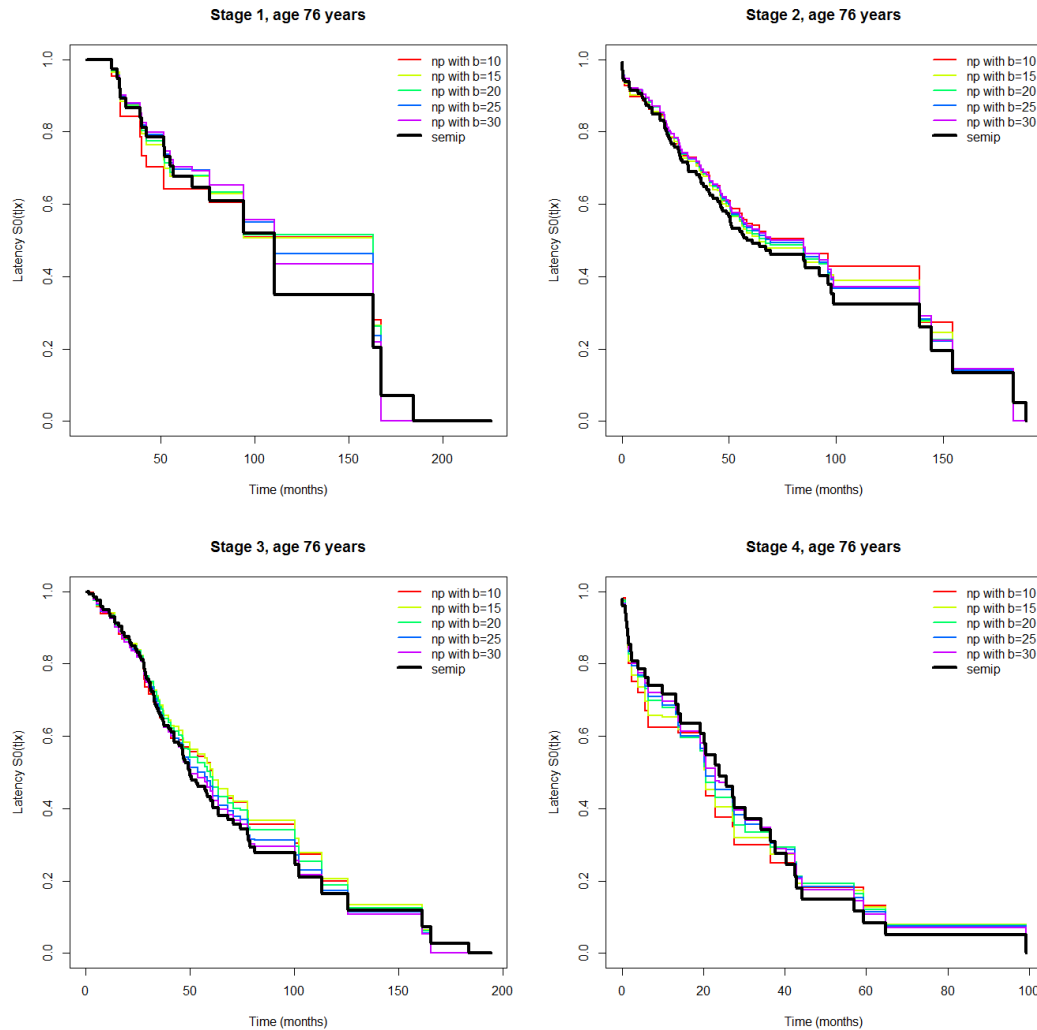 Stage 1, age 76 years
np with b=10
np with b=15
np with b=20
np with b=25
np with b=30
semip
Latency S0(t|x)
0.0
0.2
0.4
0.6
0.8
1.0
50
100
150
200
Time (months)
Stage 2, age 76 years
np with b=10
np with b=15
np with b=20
np with b=25
np with b=30
semip
Latency S0(t|x)
0.0
0.2
0.4
0.6
0.8
1.0
0
50
100
150
Time (months)
Stage 3, age 76 years
np with b=10
np with b=15
np with b=20
np with b=25
np with b=30
semip
Latency S0(t|x)
0.0
0.2
0.4
0.6
0.8
1.0
0
50
100
150
200
Time (months)
Stage 4, age 76 years
np with b=10
np with b=15
np with b=20
np with b=25
np with b=30
semip
Latency S0(t|x)
0.0
0.2
0.4
0.6
0.8
1.0
0
20
40
60
80
100
Time (months)